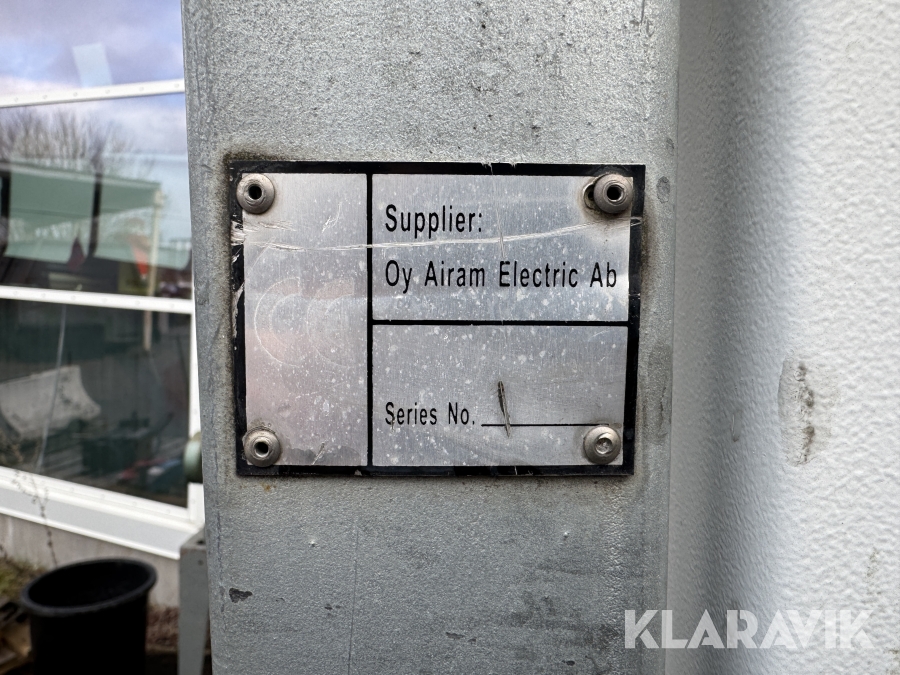 Supplier:
Oy Airam Electric Ab
Series No.
KLARAVIK